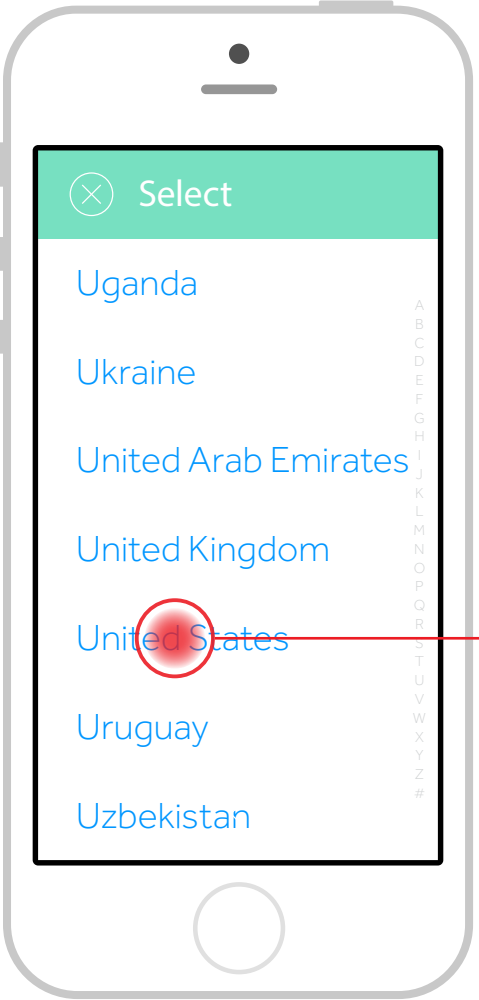 Select
Uganda
Ukraine
United Arab Emirates
United Kingdom
United States
Uruguay
Uzbekistan
A
B
C
D
E
F
G
H
I
J
K
L
M
N
O
P
Q
R
S
T
U
V
W
X
Y
Z
#